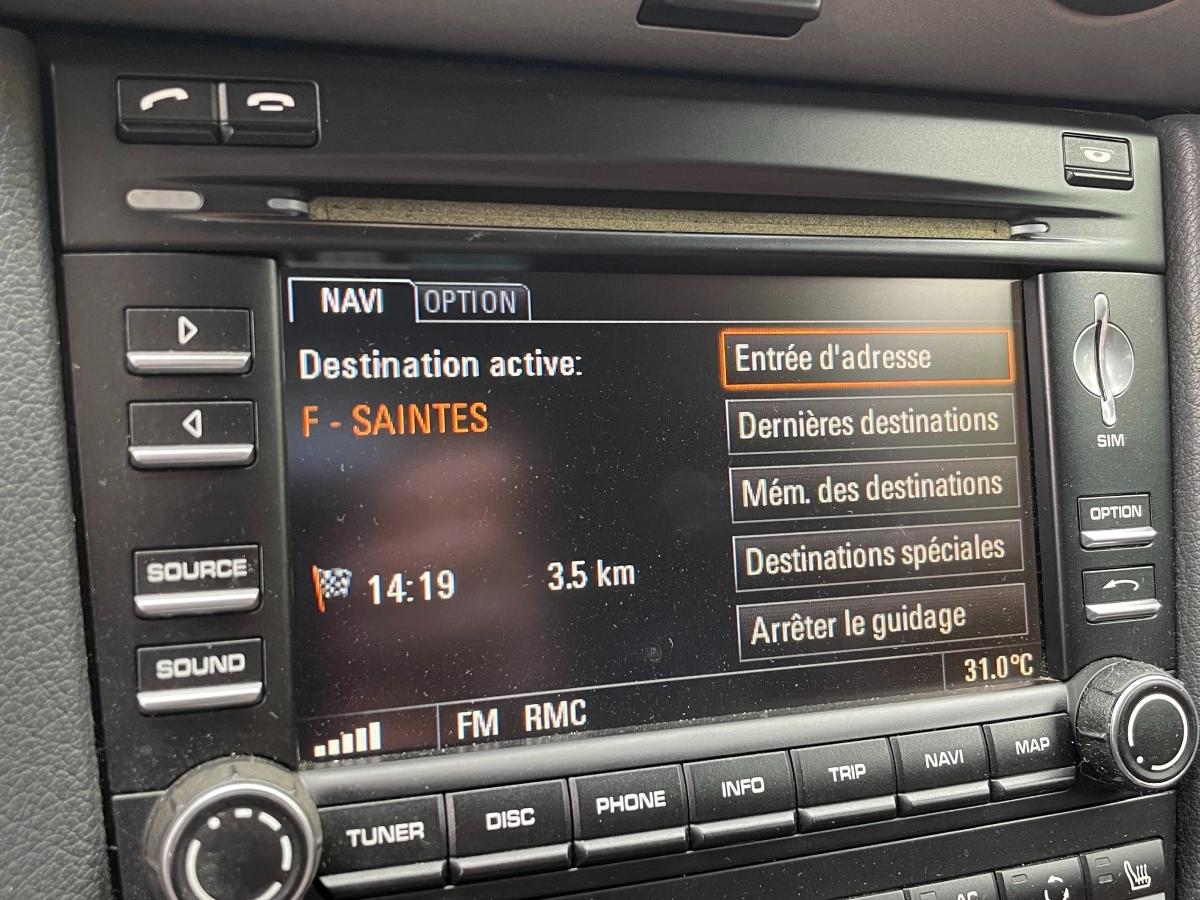 NAVI OPTION
Destination active:
F - SAINTES
14:19 3.5 km
Entrée d'adresse
Dernières destinations
Mém. des destinations
Destinations spéciales
Arrêter le guidage
31.0°C
FM RMC
SOURCE
SOUND
SIM
OPTION
TUNER DISC PHONE INFO TRIP NAVI MAP
AC